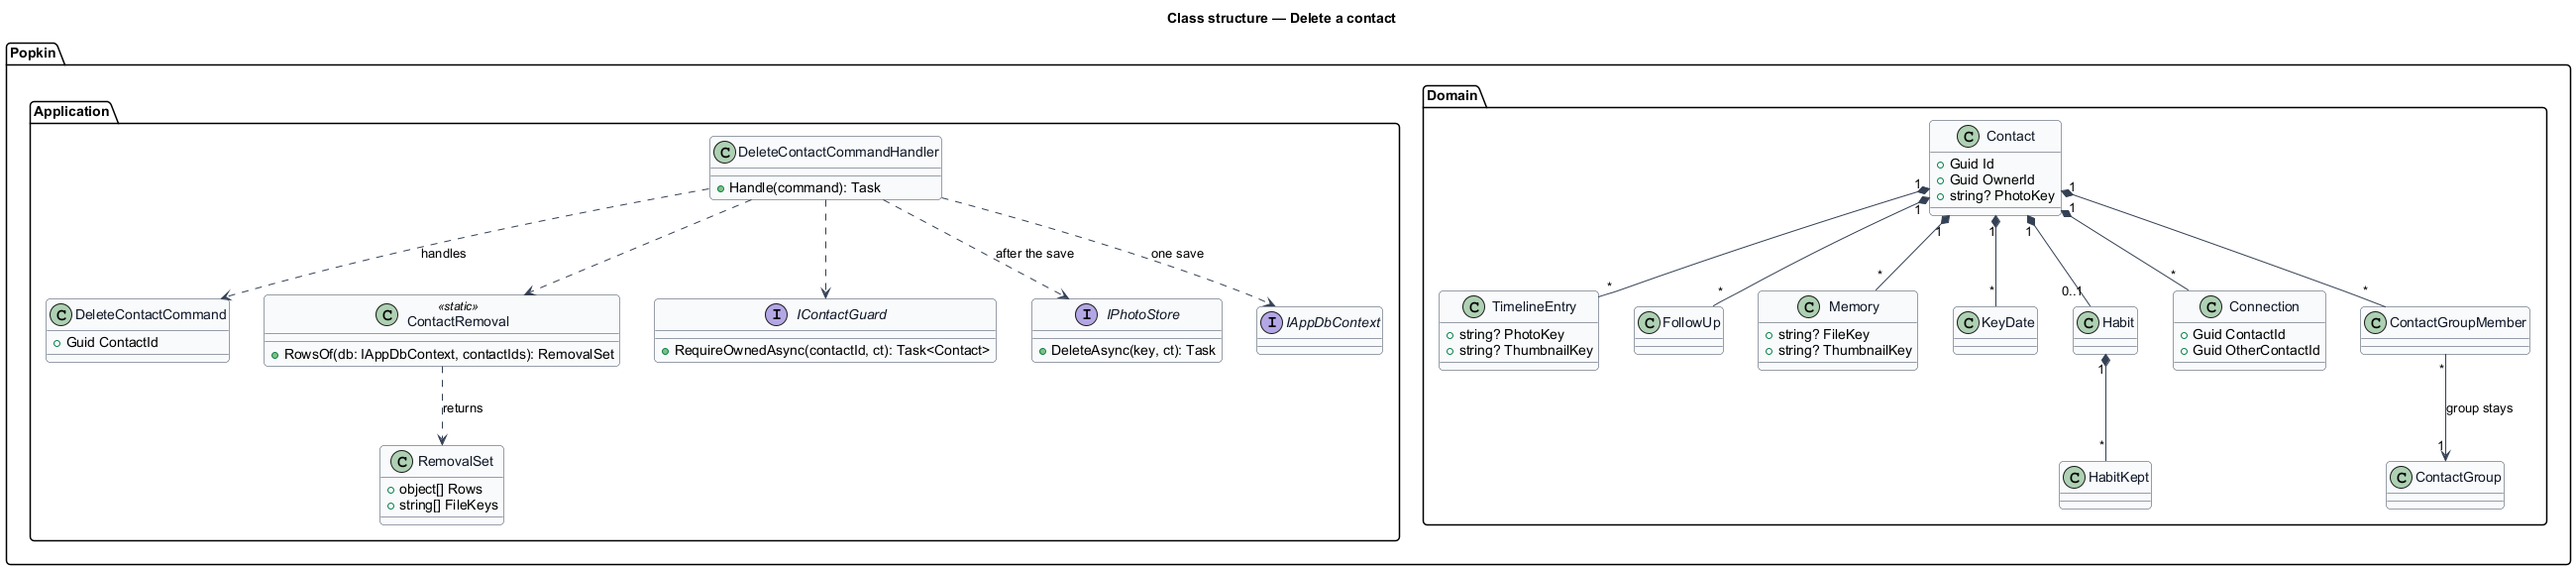 Class structure — Delete a contact
Popkin
Application
C DeleteContactCommandHandler
Handle(command): Task
handles
after the save
one save
C DeleteContactCommand
Guid ContactId
«static»
C ContactRemoval
RowsOf(db: IAppDbContext, contactIds): RemovalSet
I IContactGuard
RequireOwnedAsync(contactId, ct): Task<Contact>
I IPhotoStore
DeleteAsync(key, ct): Task
I IAppDbContext
returns
C RemovalSet
object[] Rows
string[] FileKeys
Domain
C Contact
Guid Id
Guid OwnerId
string? PhotoKey
1
1
1
1
1
1
1
*
*
*
*
0..1
*
*
C TimelineEntry
string? PhotoKey
string? ThumbnailKey
C FollowUp
C Memory
string? FileKey
string? ThumbnailKey
C KeyDate
C Habit
C Connection
Guid ContactId
Guid OtherContactId
C ContactGroupMember
1
*
*
group stays
1
C HabitKept
C ContactGroup